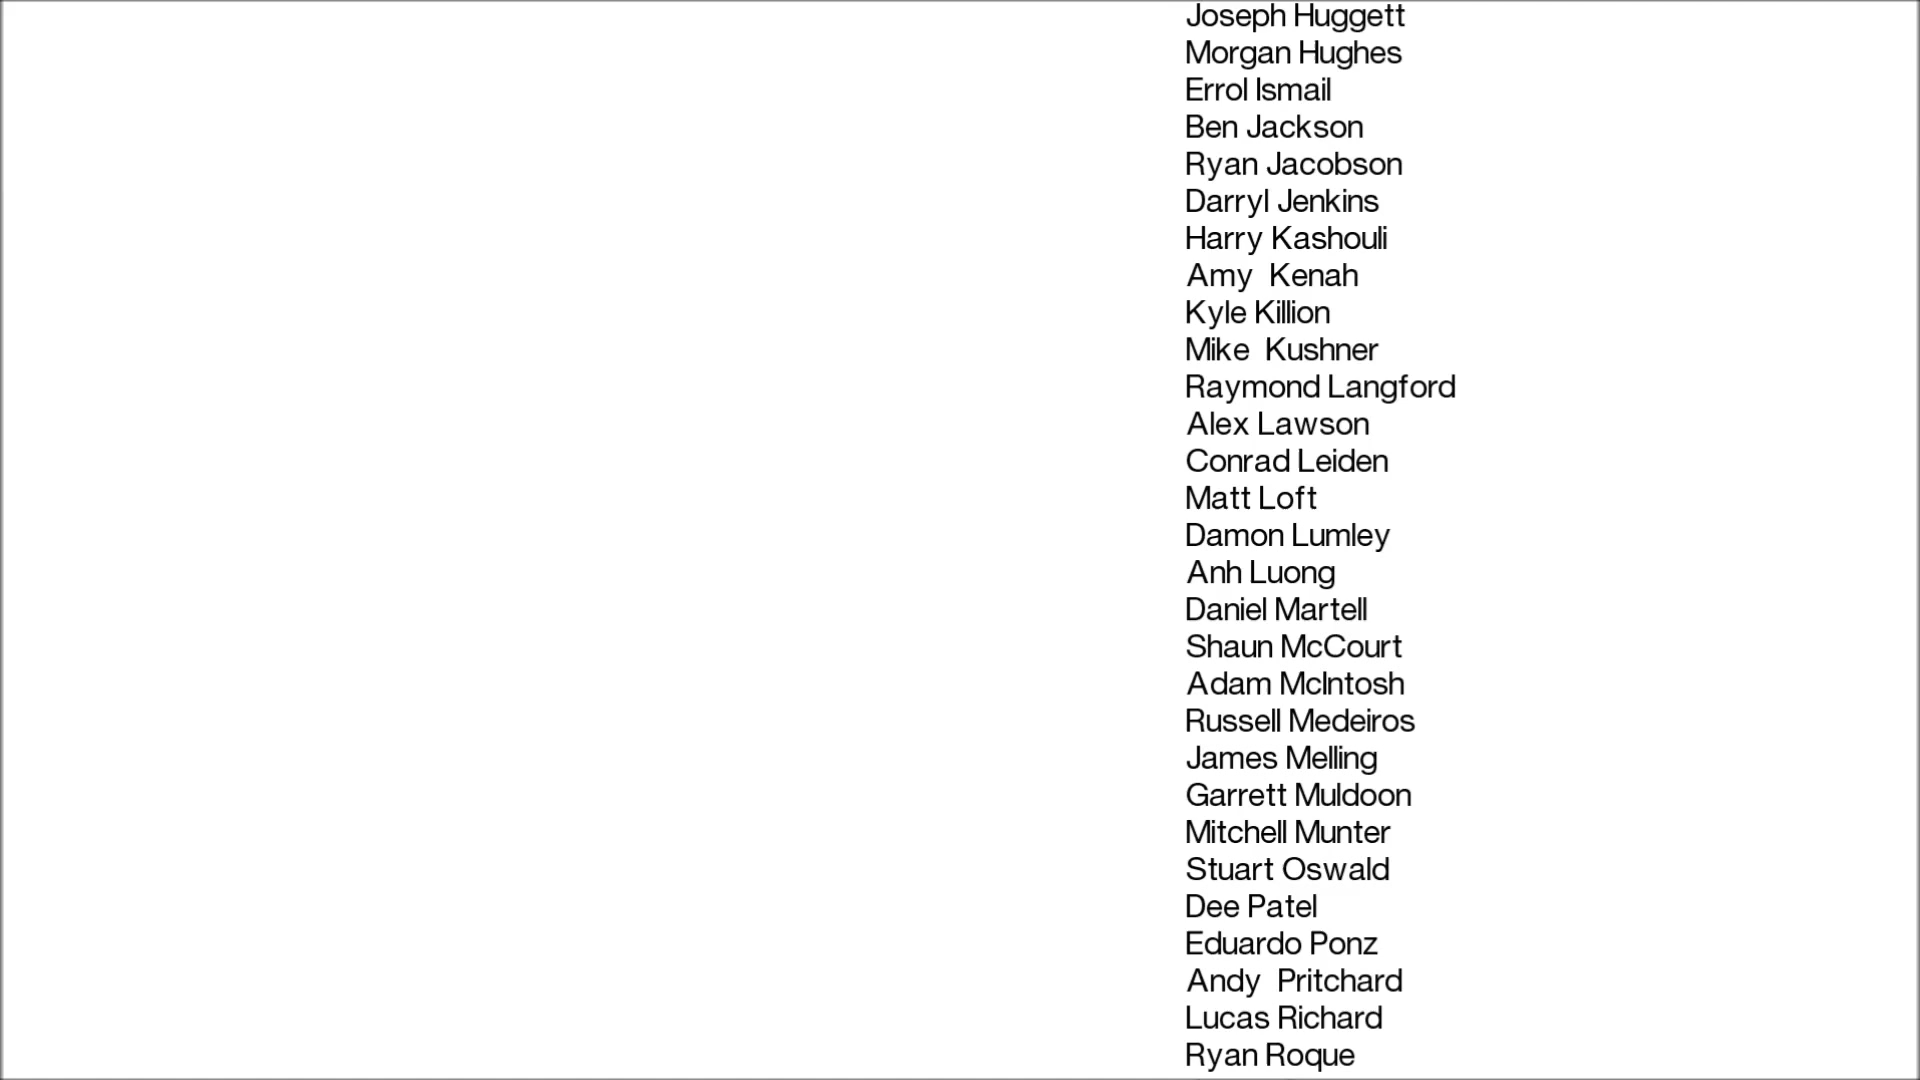 Joseph Huggett
Morgan Hughes
Errol Ismail
Ben Jackson
Ryan Jacobson
Darryl Jenkins
Harry Kashouli
Amy  Kenah
Kyle Killion
Mike  Kushner
Raymond Langford
Alex Lawson
Conrad Leiden
Matt Loft
Damon Lumley
Anh Luong
Daniel Martell
Shaun McCourt
Adam McIntosh
Russell Medeiros
James Melling
Garrett Muldoon
Mitchell Munter
Stuart Oswald
Dee Patel
Eduardo Ponz
Andy  Pritchard
Lucas Richard
Ryan Roque